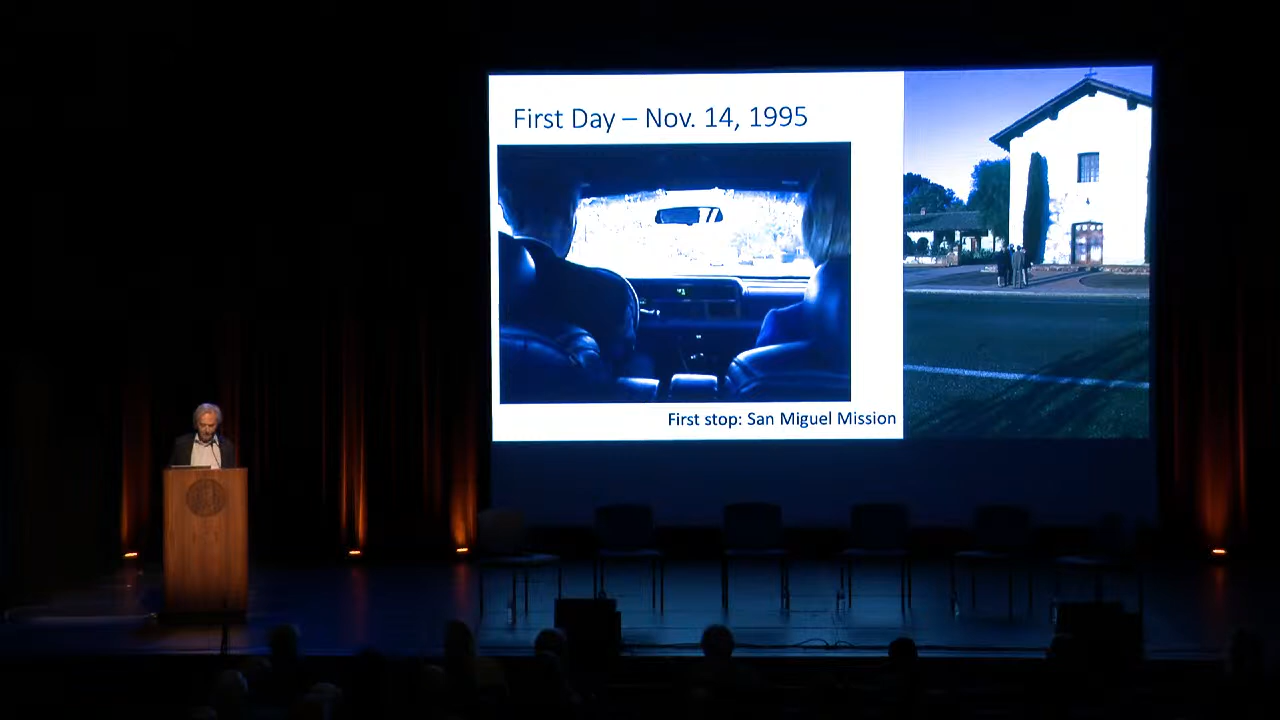 First Day – Nov. 14, 1995
First stop: San Miguel Mission